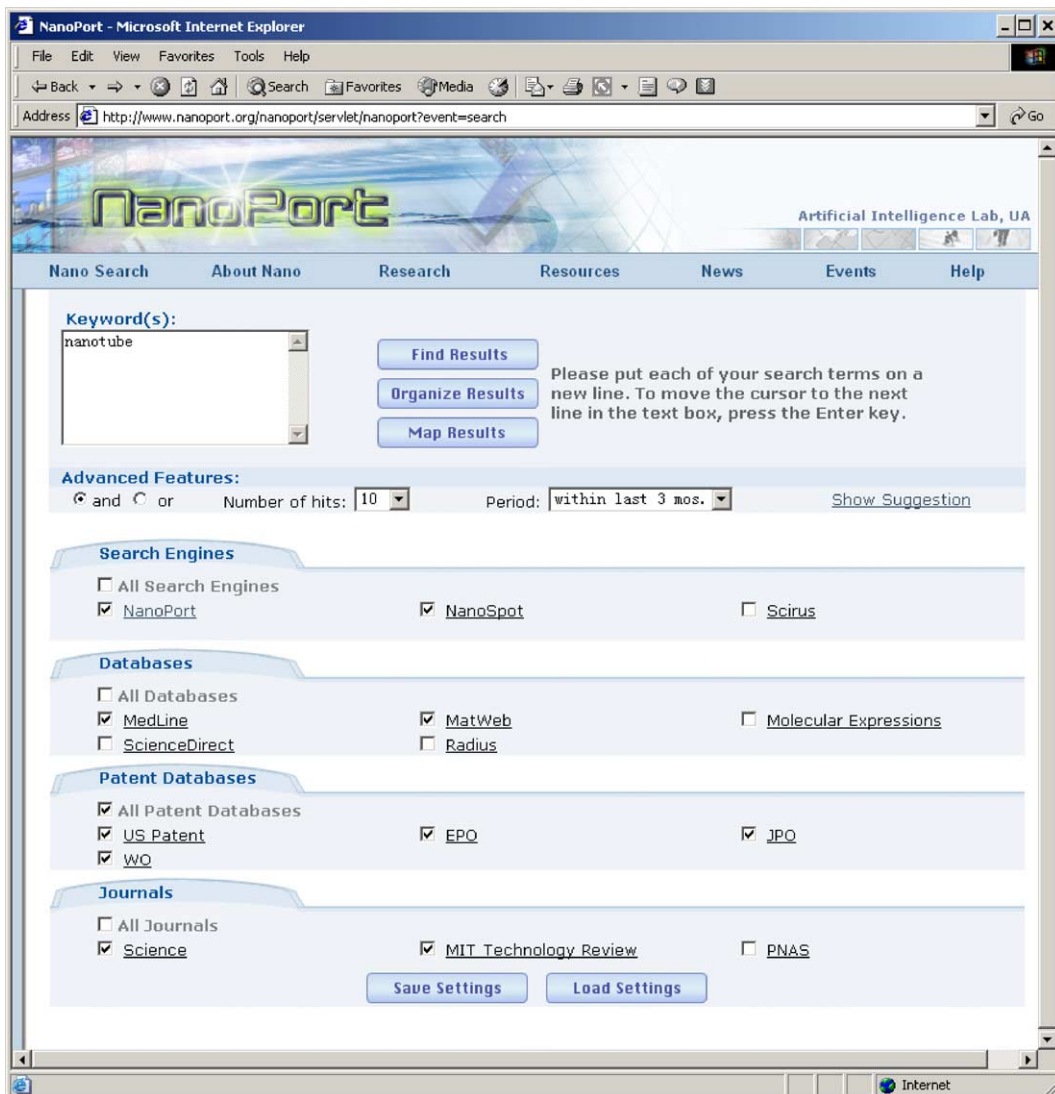 NanoPort - Microsoft Internet Explorer
File Edit View Favorites Tools Help
Back Search Favorites Media
Address http://www.nanoport.org/nanoport/servlet/nanoport?event=search Go
NanoPort
Artificial Intelligence Lab, UA
Nano Search About Nano Research Resources News Events Help
Keyword(s):
nanotube
Find Results
Organize Results
Map Results
Please put each of your search terms on a
new line. To move the cursor to the next
line in the text box, press the Enter key.
Advanced Features:
and or Number of hits: 10 Period: within last 3 mos. Show Suggestion
Search Engines
All Search Engines
NanoPort NanoSpot Scirus
Databases
All Databases
MedLine MatWeb Molecular Expressions
ScienceDirect Radius
Patent Databases
All Patent Databases
US Patent EPO JPO
WO
Journals
All Journals
Science MIT Technology Review PNAS
Save Settings Load Settings
Internet